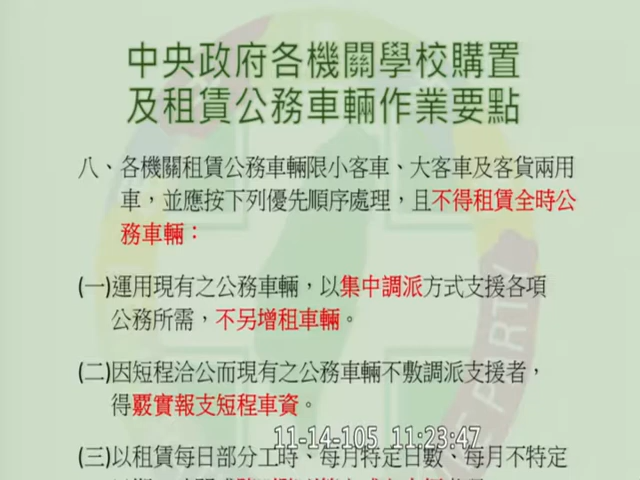 中央政府各機關學校購置
及租賃公務車輛作業要點
八、各機關租賃公務車輛限小客車、大客車及客貨兩用
車，並應按下列優先順序處理，且不得租賃全時公
務車輛：
(一)運用現有之公務車輛，以集中調派方式支援各項
公務所需，不另增租車輛。
(二)因短程洽公而現有之公務車輛不敷調派支援者，
得覈實報支短程車資。
11-14-105 11:23:47
(三)以租賃每日部分工時、每月特定日數、每月不特定